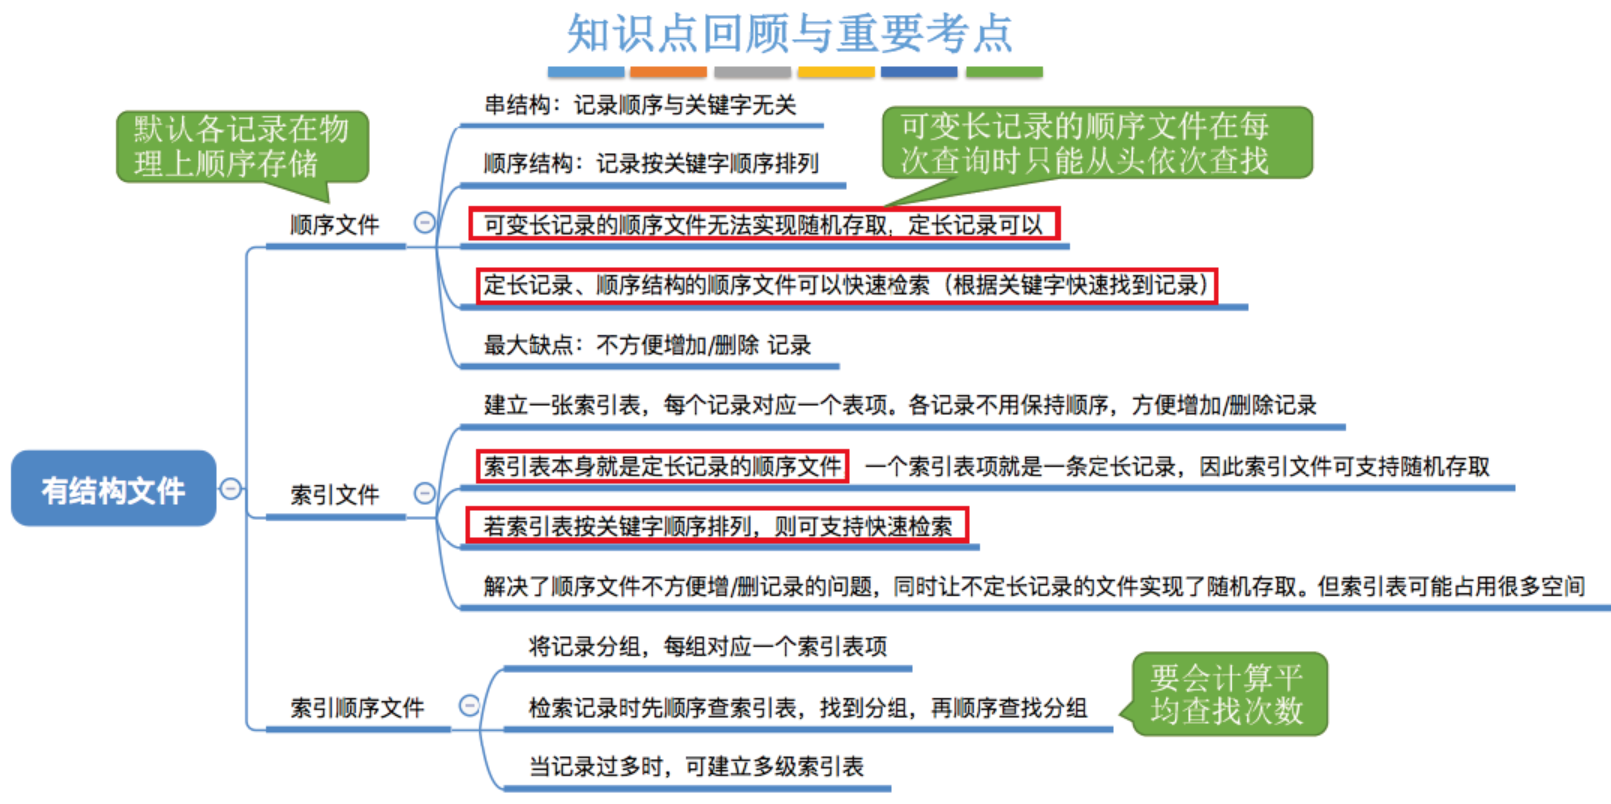 知识点回顾与重要考点
默认各记录在物
理上顺序存储
串结构：记录顺序与关键字无关
可变长记录的顺序文件在每
次查询时只能从头依次查找
顺序结构：记录按关键字顺序排列
顺序文件
可变长记录的顺序文件无法实现随机存取，定长记录可以
定长记录、顺序结构的顺序文件可以快速检索（根据关键字快速找到记录）
最大缺点：不方便增加/删除 记录
建立一张索引表，每个记录对应一个表项。各记录不用保持顺序，方便增加/删除记录
有结构文件
索引文件
索引表本身就是定长记录的顺序文件 一个索引表项就是一条定长记录，因此索引文件可支持随机存取
若索引表按关键字顺序排列，则可支持快速检索
解决了顺序文件不方便增/删记录的问题，同时让不定长记录的文件实现了随机存取。但索引表可能占用很多空间
将记录分组，每组对应一个索引表项
索引顺序文件
检索记录时先顺序查索引表，找到分组，再顺序查找分组
要会计算平
均查找次数
当记录过多时，可建立多级索引表